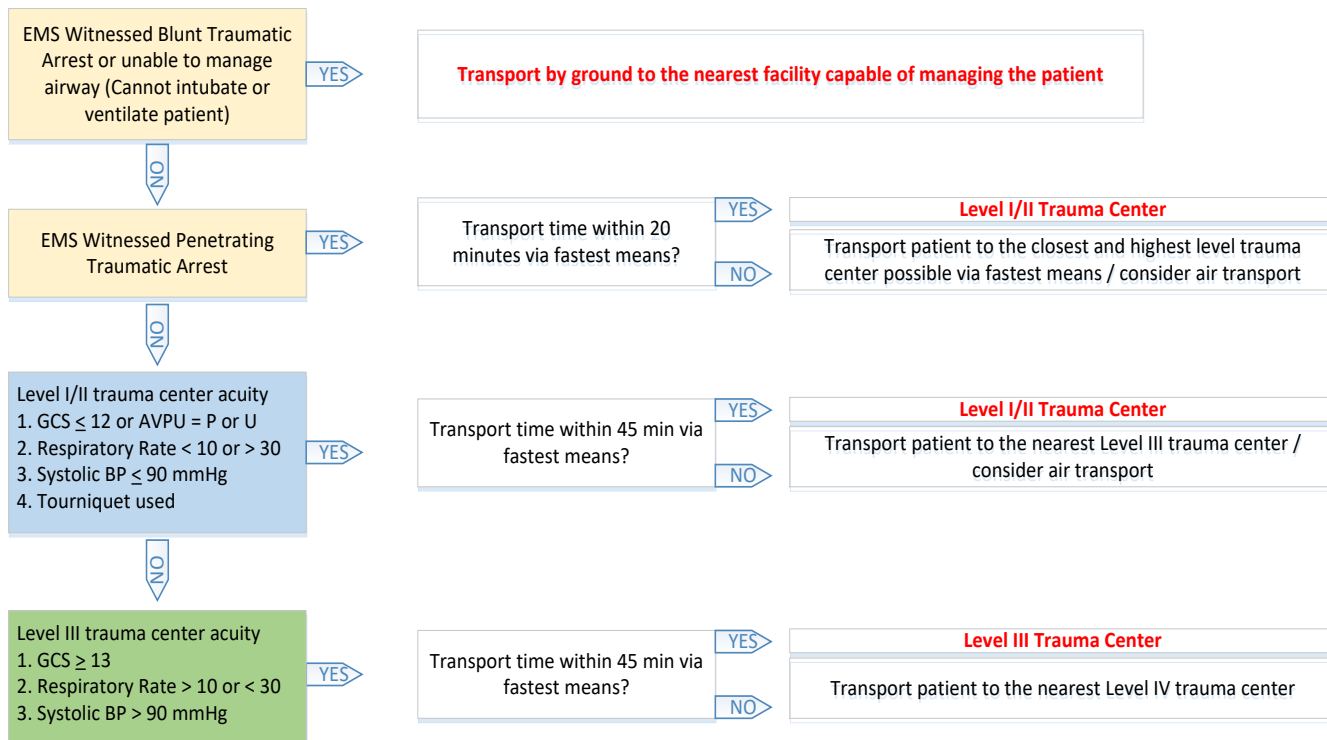 EMS Witnessed Blunt Traumatic
Arrest or unable to manage
airway (Cannot intubate or
ventilate patient)
YES
Transport by ground to the nearest facility capable of managing the patient
NO
EMS Witnessed Penetrating
Traumatic Arrest
YES
Transport time within 20
minutes via fastest means?
YES
Level I/II Trauma Center
NO
Transport patient to the closest and highest level trauma
center possible via fastest means / consider air transport
NO
Level I/II trauma center acuity
1. GCS ≤ 12 or AVPU = P or U
2. Respiratory Rate < 10 or > 30
3. Systolic BP ≤ 90 mmHg
4. Tourniquet used
YES
Transport time within 45 min via
fastest means?
YES
Level I/II Trauma Center
NO
Transport patient to the nearest Level III trauma center /
consider air transport
NO
Level III trauma center acuity
1. GCS ≥ 13
2. Respiratory Rate > 10 or < 30
3. Systolic BP > 90 mmHg
YES
Transport time within 45 min via
fastest means?
YES
Level III Trauma Center
NO
Transport patient to the nearest Level IV trauma center